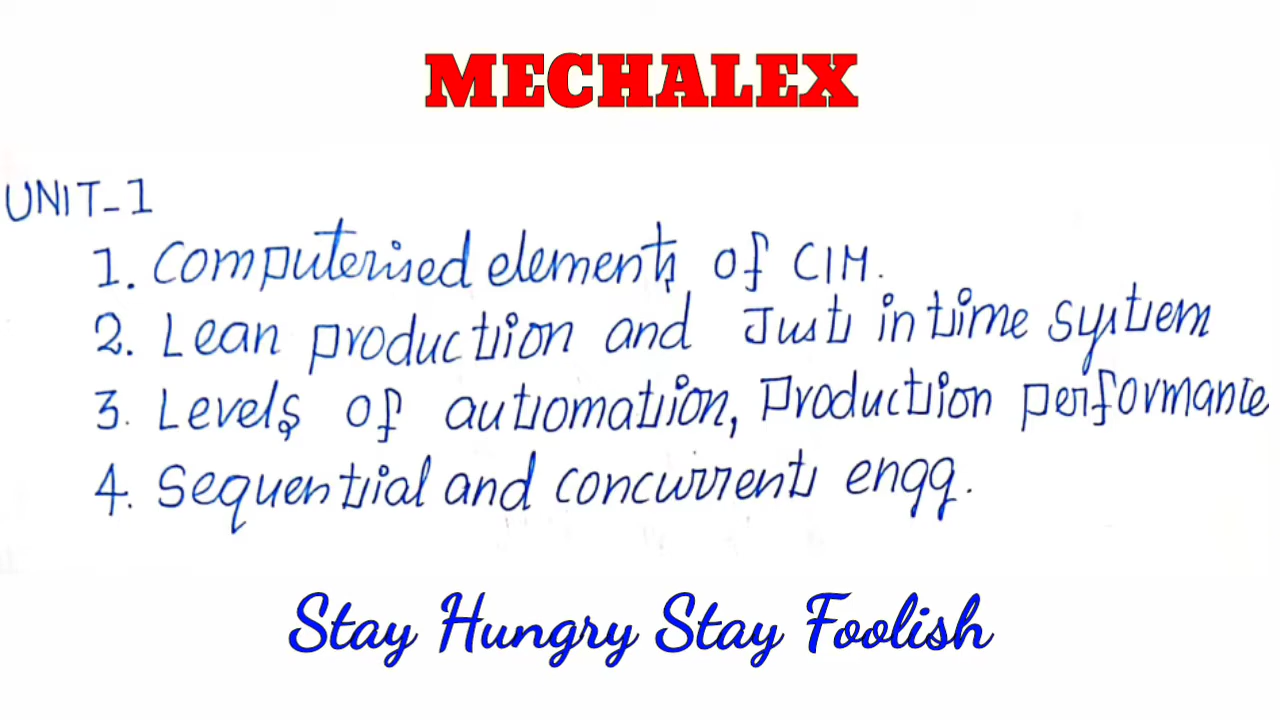 MECHALEX
UNIT-1
1. Computerised elements of CIM.
2. Lean production and Just in time system
3. Levels of automation, Production performance
4. Sequential and concurrent engg.
Stay Hungry Stay Foolish